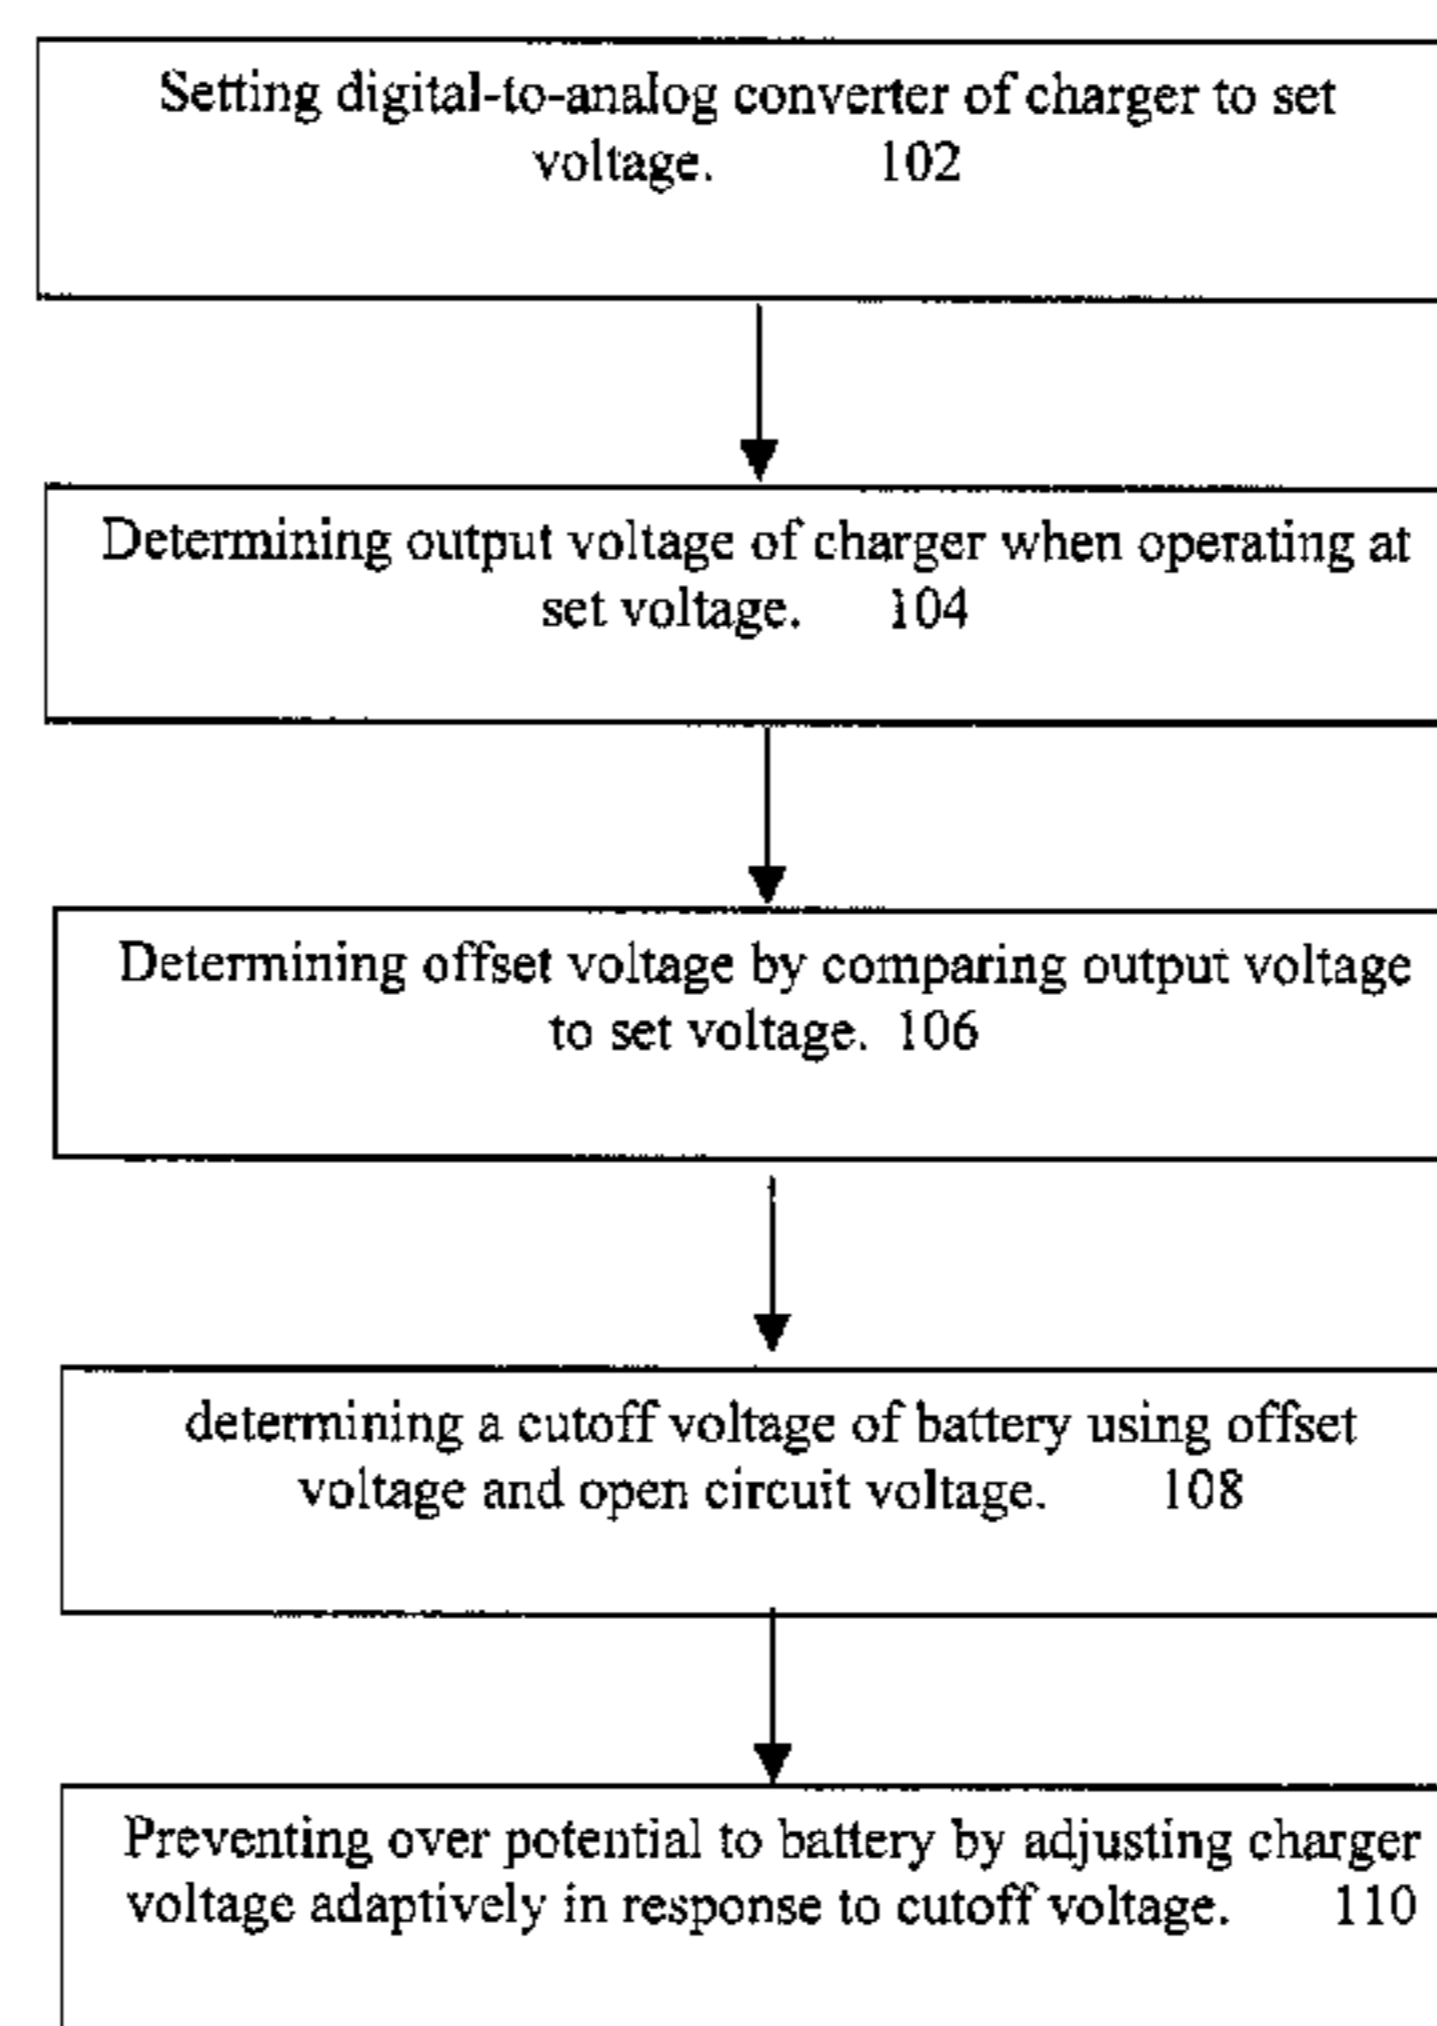 Setting digital-to-analog converter of charger to set
voltage. 102
Determining output voltage of charger when operating at
set voltage. 104
Determining offset voltage by comparing output voltage
to set voltage. 106
determining a cutoff voltage of battery using offset
voltage and open circuit voltage. 108
Preventing over potential to battery by adjusting charger
voltage adaptively in response to cutoff voltage. 110